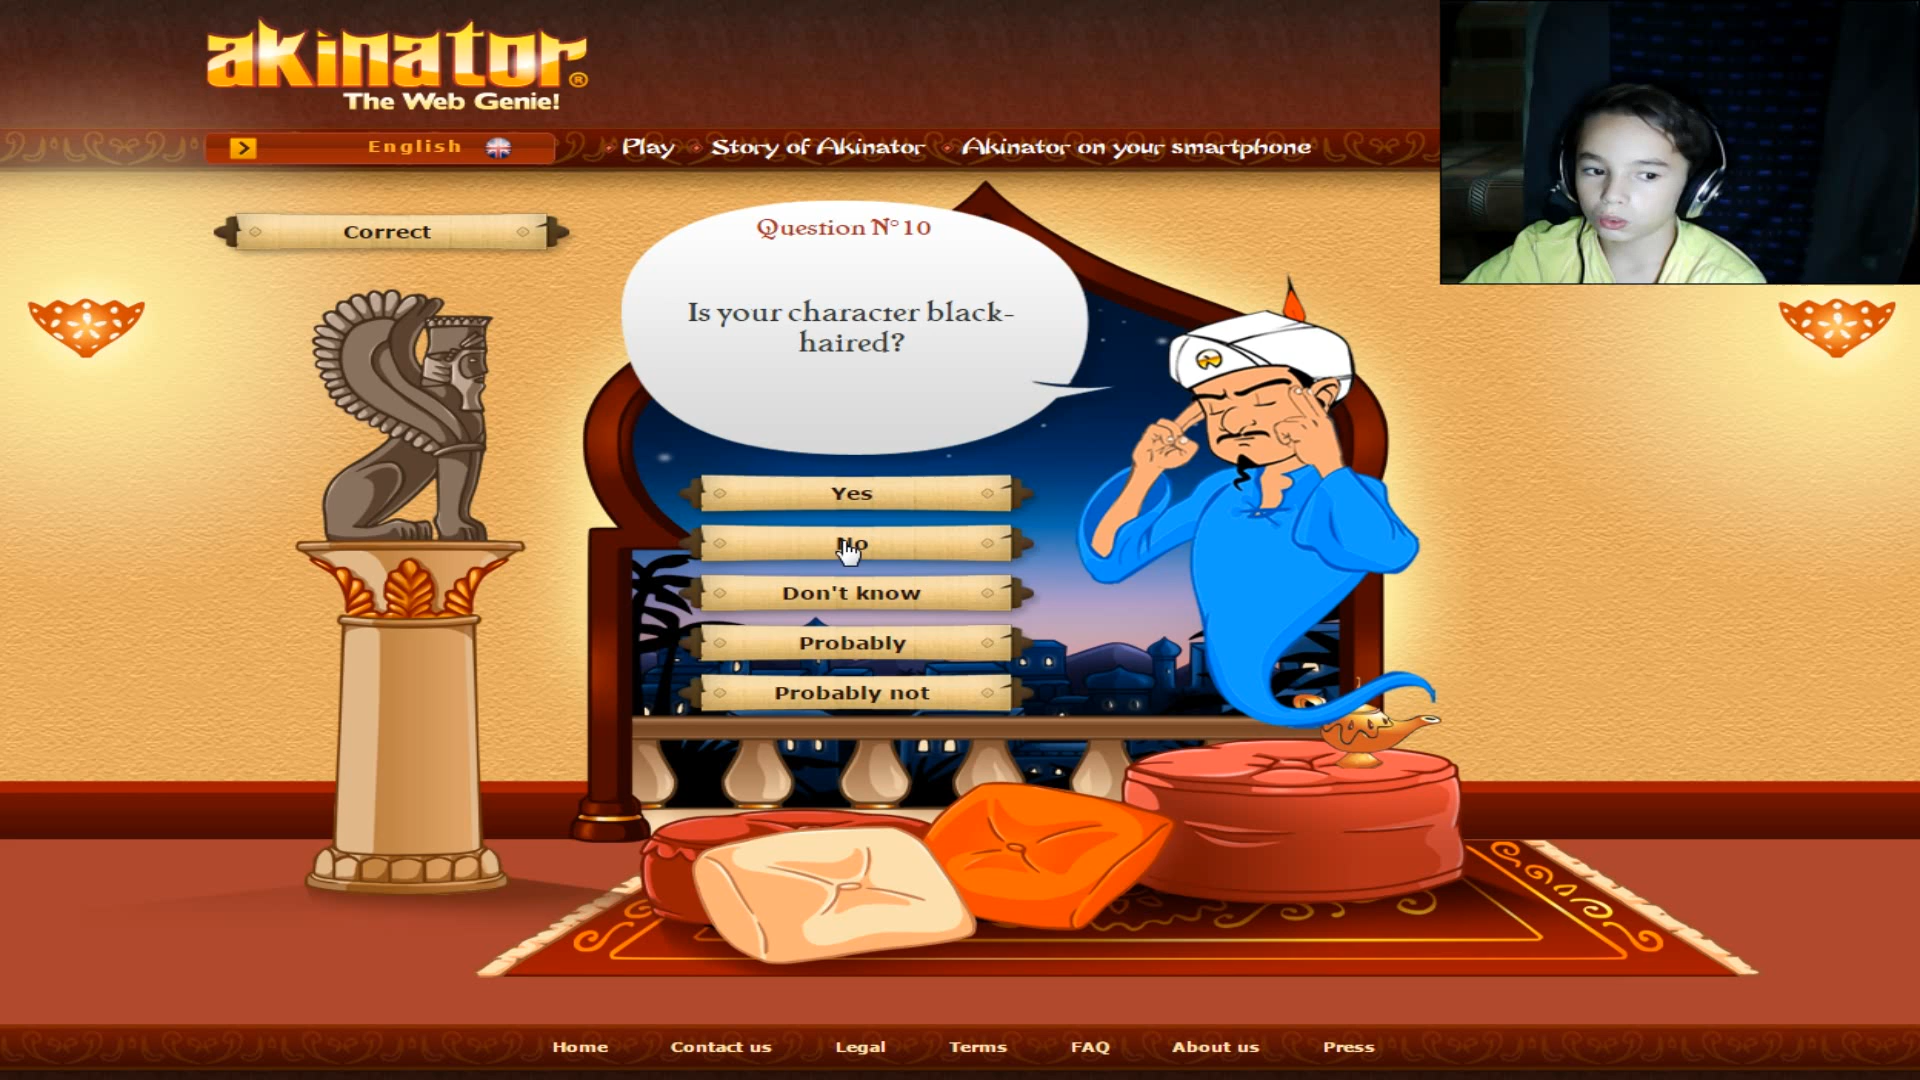 akinator®
The Web Genie!
English
Play
Story of Akinator
Akinator on your smartphone
Correct
Question N°10
Is your character black-
haired?
Yes
No
Don't know
Probably
Probably not
Home
Contact us
Legal
Terms
FAQ
About us
Press